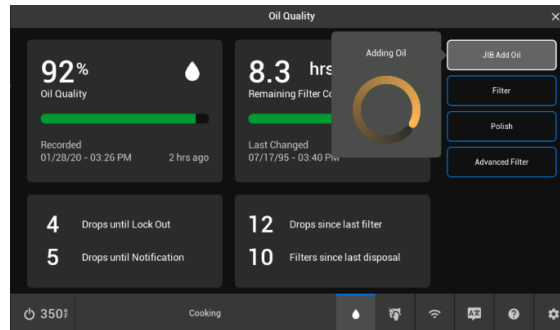 Oil Quality
92%
Oil Quality
Recorded
01/28/20 - 03:26 PM 2 hrs ago
8.3 hrs
Remaining Filter Co
Last Changed
07/17/95 - 03:40 PM
Adding Oil
JIB Add Oil
Filter
Polish
Advanced Filter
4 Drops until Lock Out
5 Drops until Notification
12 Drops since last filter
10 Filters since last disposal
350°F
Cooking